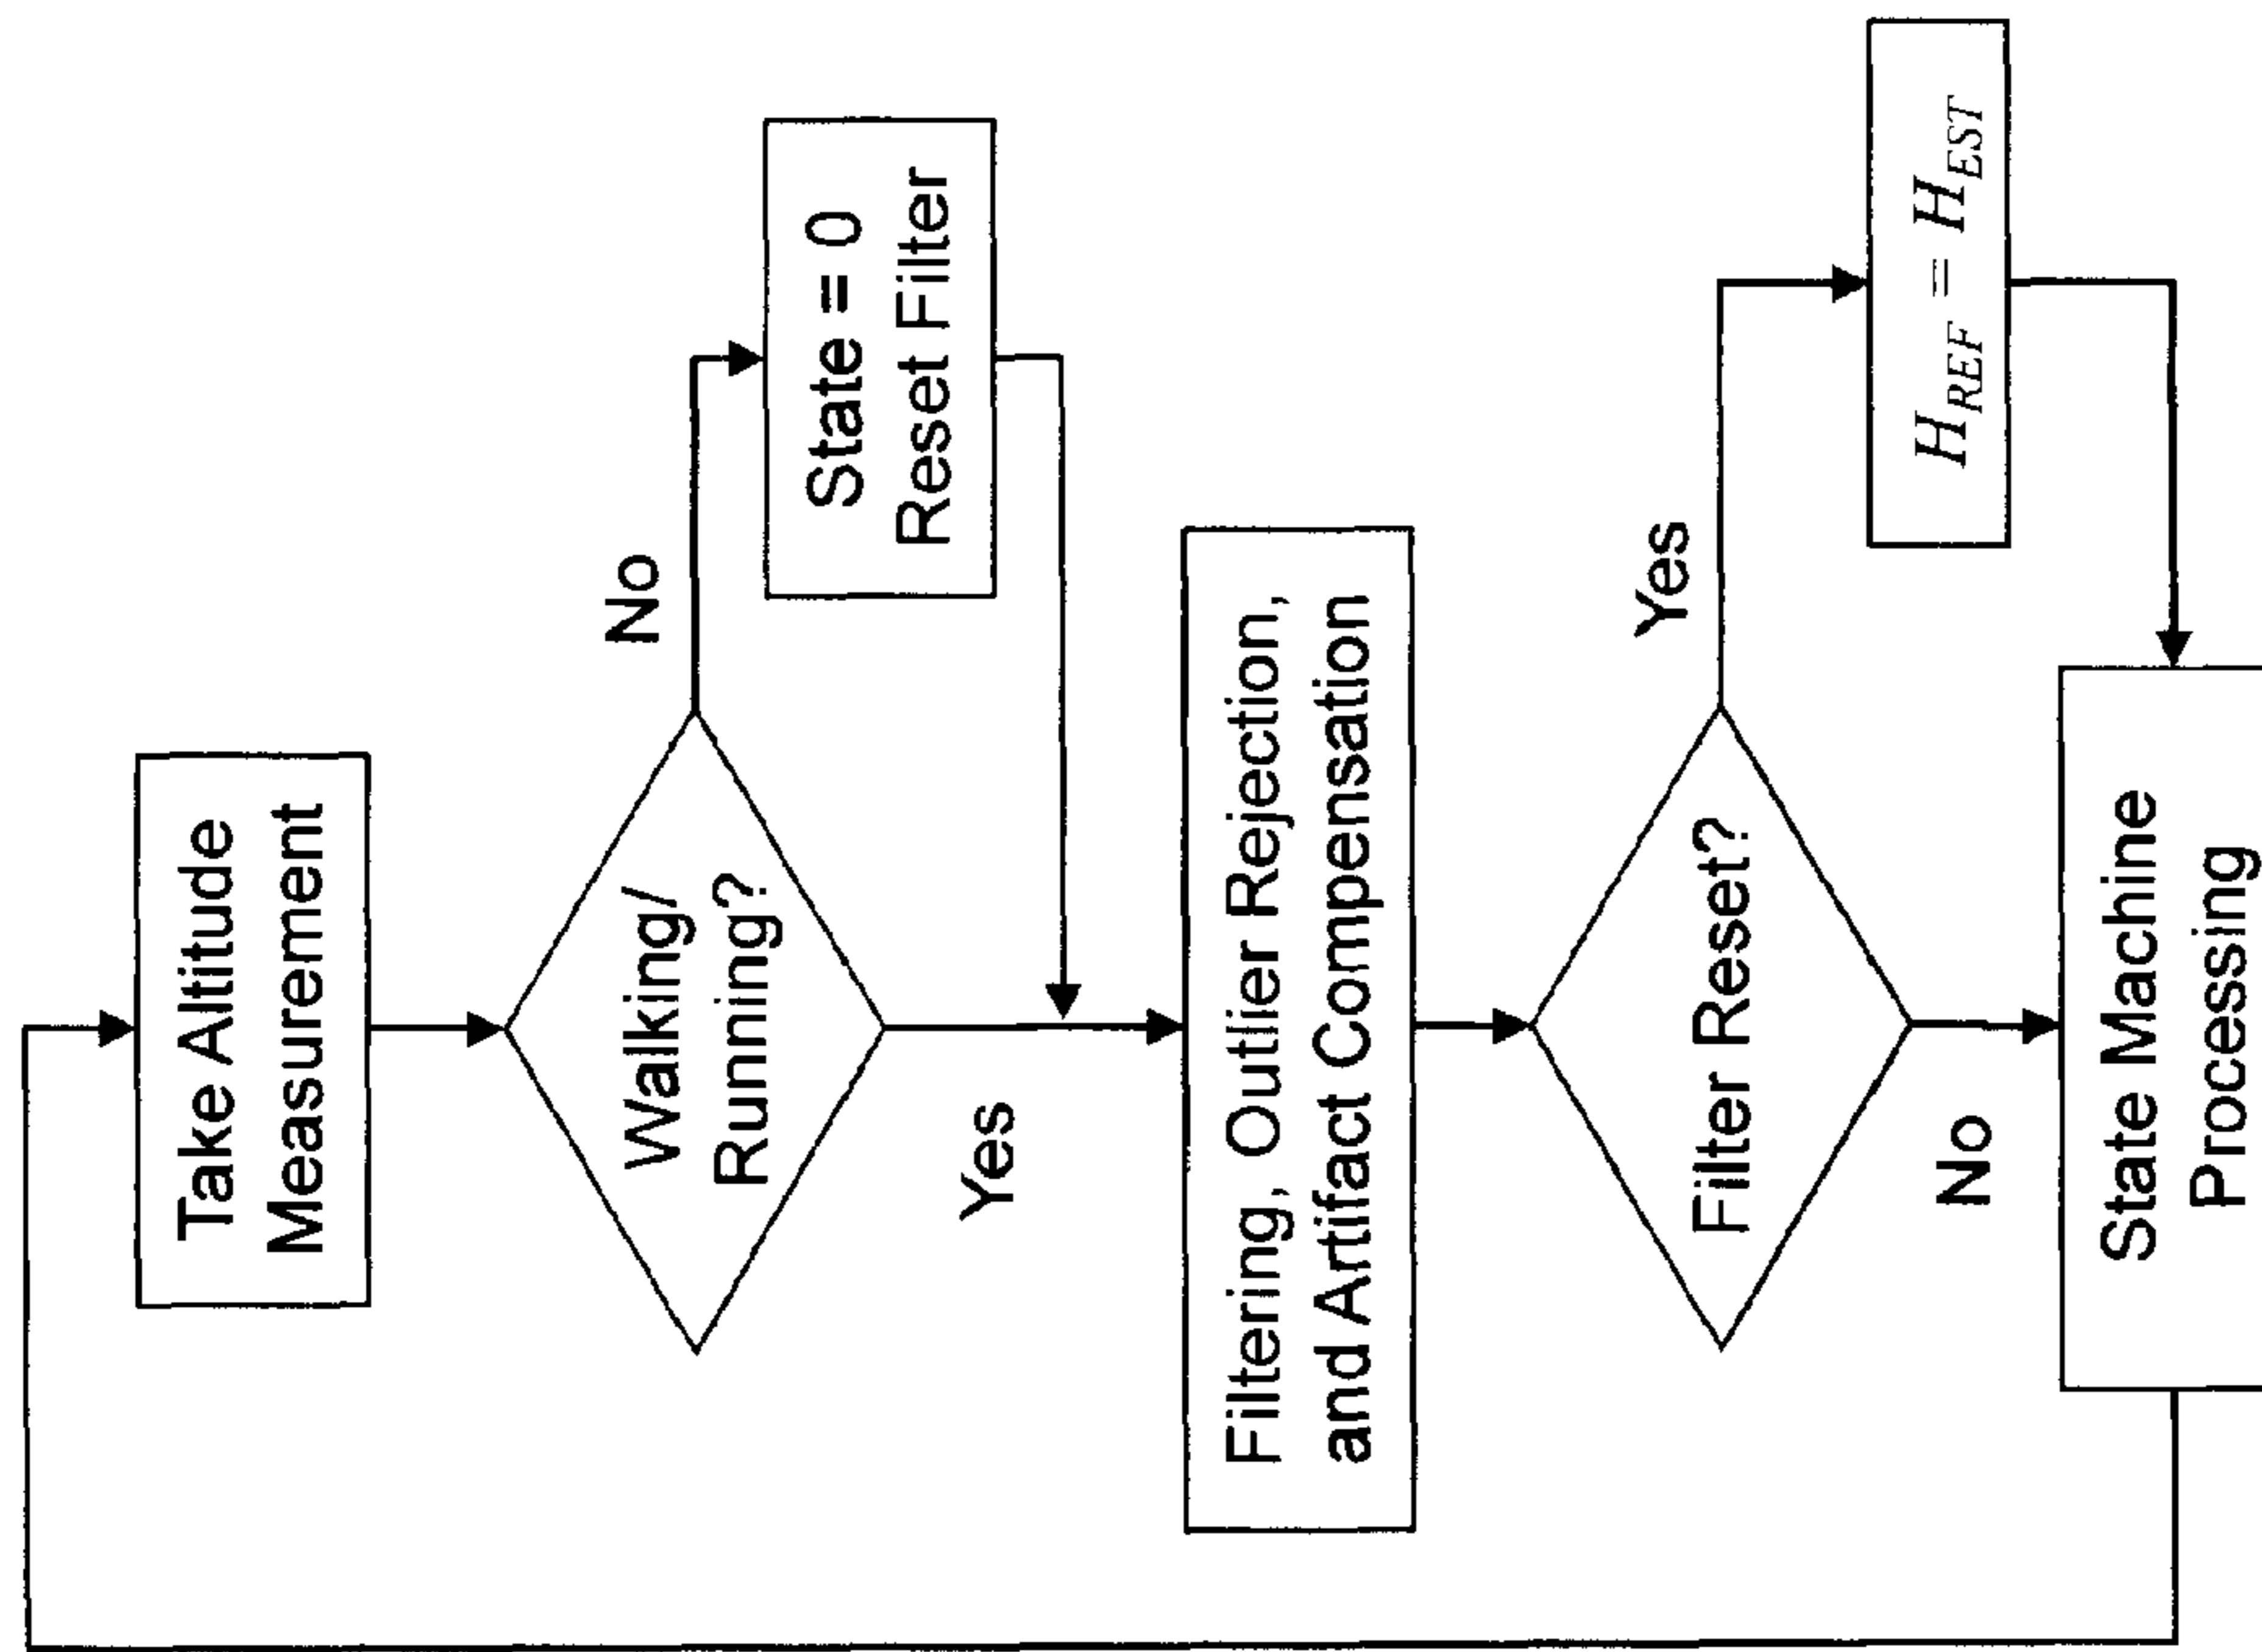 Take Altitude
Measurement
Walking/
Running?
No
State = 0
Reset Filter
Yes
Filtering, Outlier Rejection,
and Artifact Compensation
Filter Reset?
Yes
H_REF = H_EST
No
State Machine
Processing